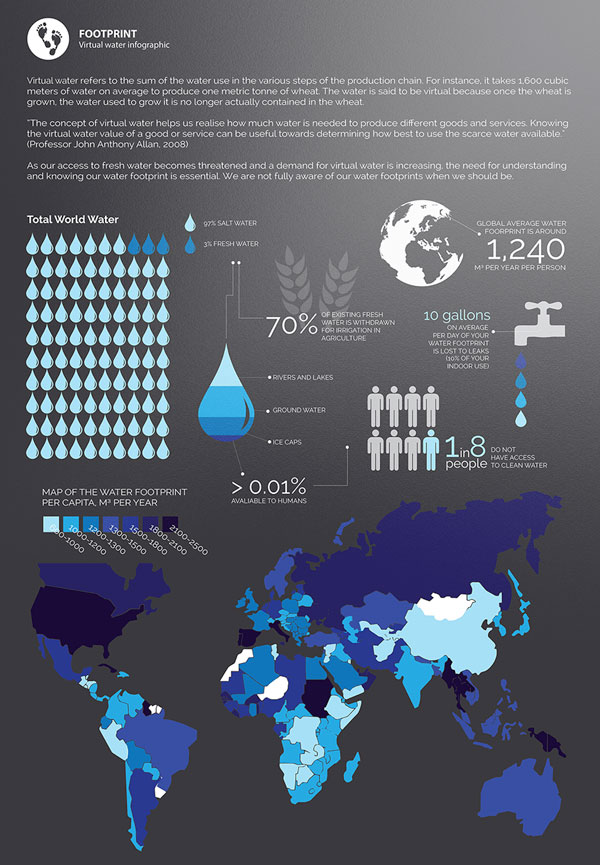 FOOTPRINT
Virtual water infographic
Virtual water refers to the sum of the water use in the various steps of the production chain. For instance, it takes 1,600 cubic
meters of water on average to produce one metric tonne of wheat. The water is said to be virtual because once the wheat is
grown, the water used to grow it is no longer actually contained in the wheat.
"The concept of virtual water helps us realise how much water is needed to produce different goods and services. Knowing
the virtual water value of a good or service can be useful towards determining how best to use the scarce water available."
(Professor John Anthony Allan, 2008)
As our access to fresh water becomes threatened and a demand for virtual water is increasing, the need for understanding
and knowing our water footprint is essential. We are not fully aware of our water footprints when we should be.
Total World Water
97% SALT WATER
3% FRESH WATER
GLOBAL AVERAGE WATER
FOORPRINT IS AROUND
1,240
M³ PER YEAR PER PERSON
70%
OF EXISTING FRESH
WATER IS WITHDRAWN
FOR IRRIGATION IN
AGRICULTURE
10 gallons
ON AVERAGE
PER DAY OF YOUR
WATER FOOTPRINT
IS LOST TO LEAKS
(10% OF YOUR
INDOOR USE)
RIVERS AND LAKES
GROUND WATER
ICE CAPS
> 0.01%
AVALIABLE TO HUMANS
1 in 8
people
DO NOT
HAVE ACCESS
TO CLEAN WATER
MAP OF THE WATER FOOTPRINT
PER CAPITA, M³ PER YEAR
600-1000
1000-1200
1200-1300
1300-1500
1500-1800
1800-2100
2100-2500